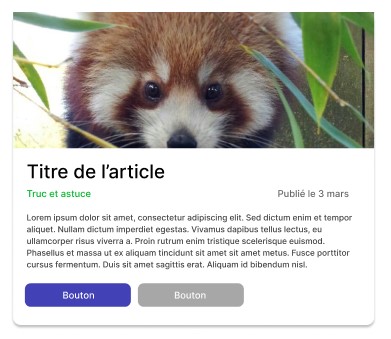 Titre de l’article
Truc et astuce
Publié le 3 mars
Lorem ipsum dolor sit amet, consectetur adipiscing elit. Sed dictum enim et tempor
aliquet. Nullam dictum imperdiet egestas. Vivamus dapibus tellus lectus, eu
ullamcorper risus viverra a. Proin rutrum enim tristique scelerisque euismod.
Phasellus et massa ut ex aliquam tincidunt sit amet sit amet metus. Fusce porttitor
cursus fermentum. Duis sit amet sagittis erat. Aliquam id bibendum nisl.
Bouton
Bouton